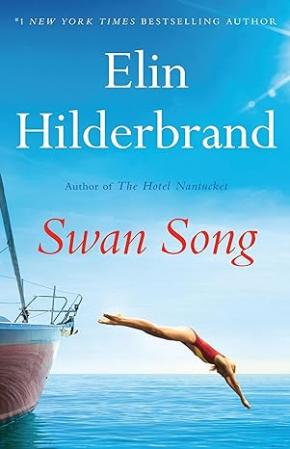 #1 NEW YORK TIMES BESTSELLING AUTHOR
Elin
Hilderbrand
Author of The Hotel Nantucket
Swan Song